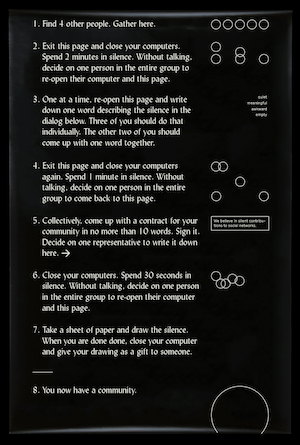 1. Find 4 other people. Gather here.
2. Exit this page and close your computers.
Spend 2 minutes in silence. Without talking,
decide on one person in the entire group to
re-open their computer and this page.
3. One at a time, re-open this page and write
down one word describing the silence in the
dialog below. Three of you should do that
individually. The other two of you should
come up with one word together.
quiet
meaningful
awkward
empty
4. Exit this page and close your computers
again. Spend 1 minute in silence. Without
talking, decide on one person in the entire
group to come back to this page.
5. Collectively, come up with a contract for your
community in no more than 10 words. Sign it.
Decide on one representative to write it down
here. →
We believe in silent contribu-
tions to social networks.
6. Close your computers. Spend 30 seconds in
silence. Without talking, decide on one person
in the entire group to re-open their computer
and this page.
7. Take a sheet of paper and draw the silence.
When you are done done, close your computer
and give your drawing as a gift to someone.
8. You now have a community.